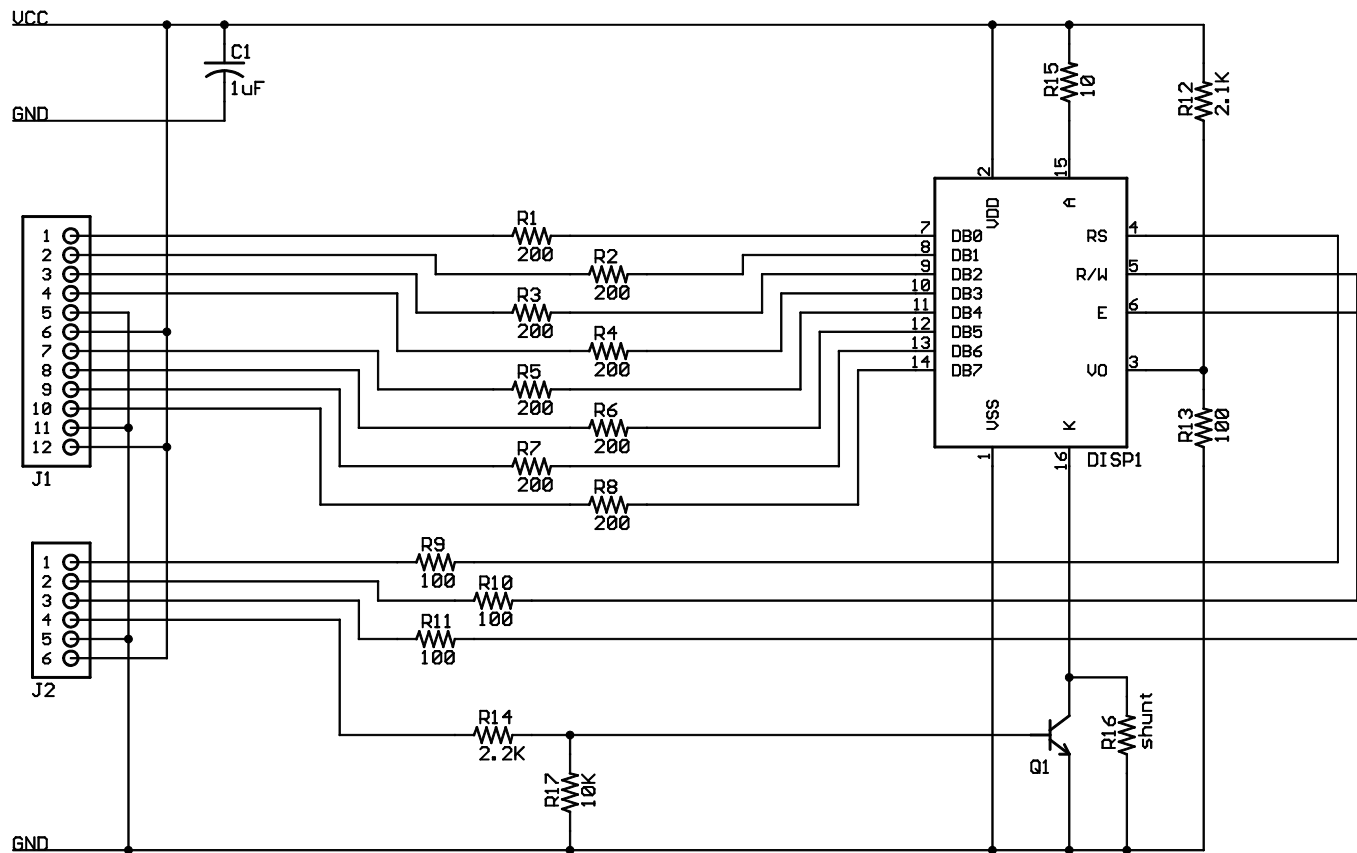 VCC
C1
1uF
GND
R15
10
R12
2.1K
2
15
VDD
A
J1
1
2
3
4
5
6
7
8
9
10
11
12
R1
200
R2
200
R3
200
R4
200
R5
200
R6
200
R7
200
R8
200
7 DB0
8 DB1
9 DB2
10 DB3
11 DB4
12 DB5
13 DB6
14 DB7
RS 4
R/W 5
E 6
VO 3
VSS
K
1
16
DISP1
R13
100
1
2
3
4
5
6
J2
R9
100
R10
100
R11
100
R14
2.2K
R17
10K
Q1
R16
shunt
GND